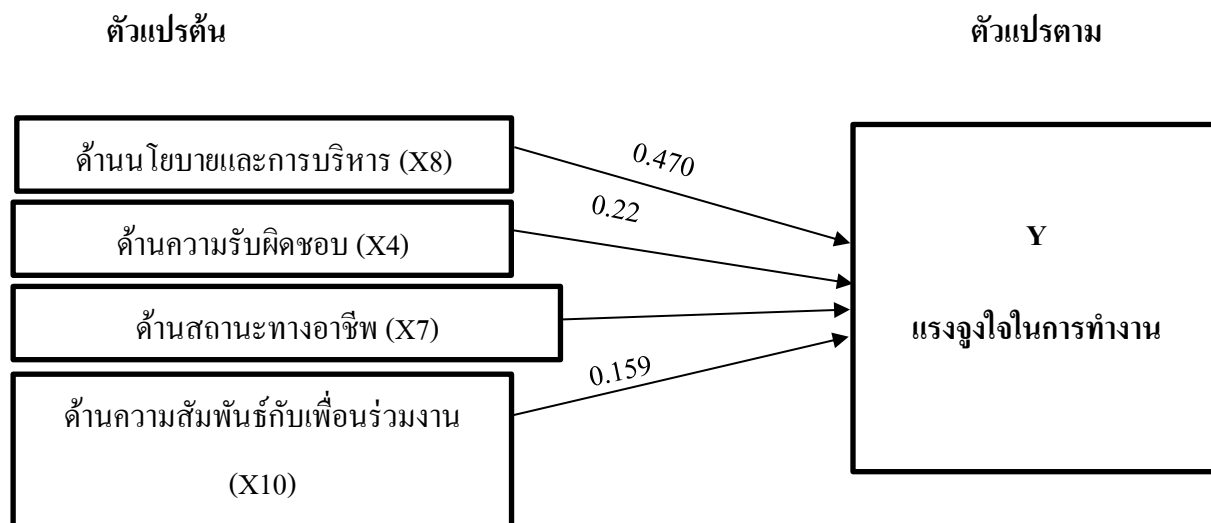 ตัวแปรต้น
ตัวแปรตาม
ด้านนโยบายและการบริหาร (X8)
0.470
ด้านความรับผิดชอบ (X4)
0.22
ด้านสถานะทางอาชีพ (X7)
ด้านความสัมพันธ์กับเพื่อนร่วมงาน
(X10)
0.159
Y
แรงจูงใจในการทำงาน